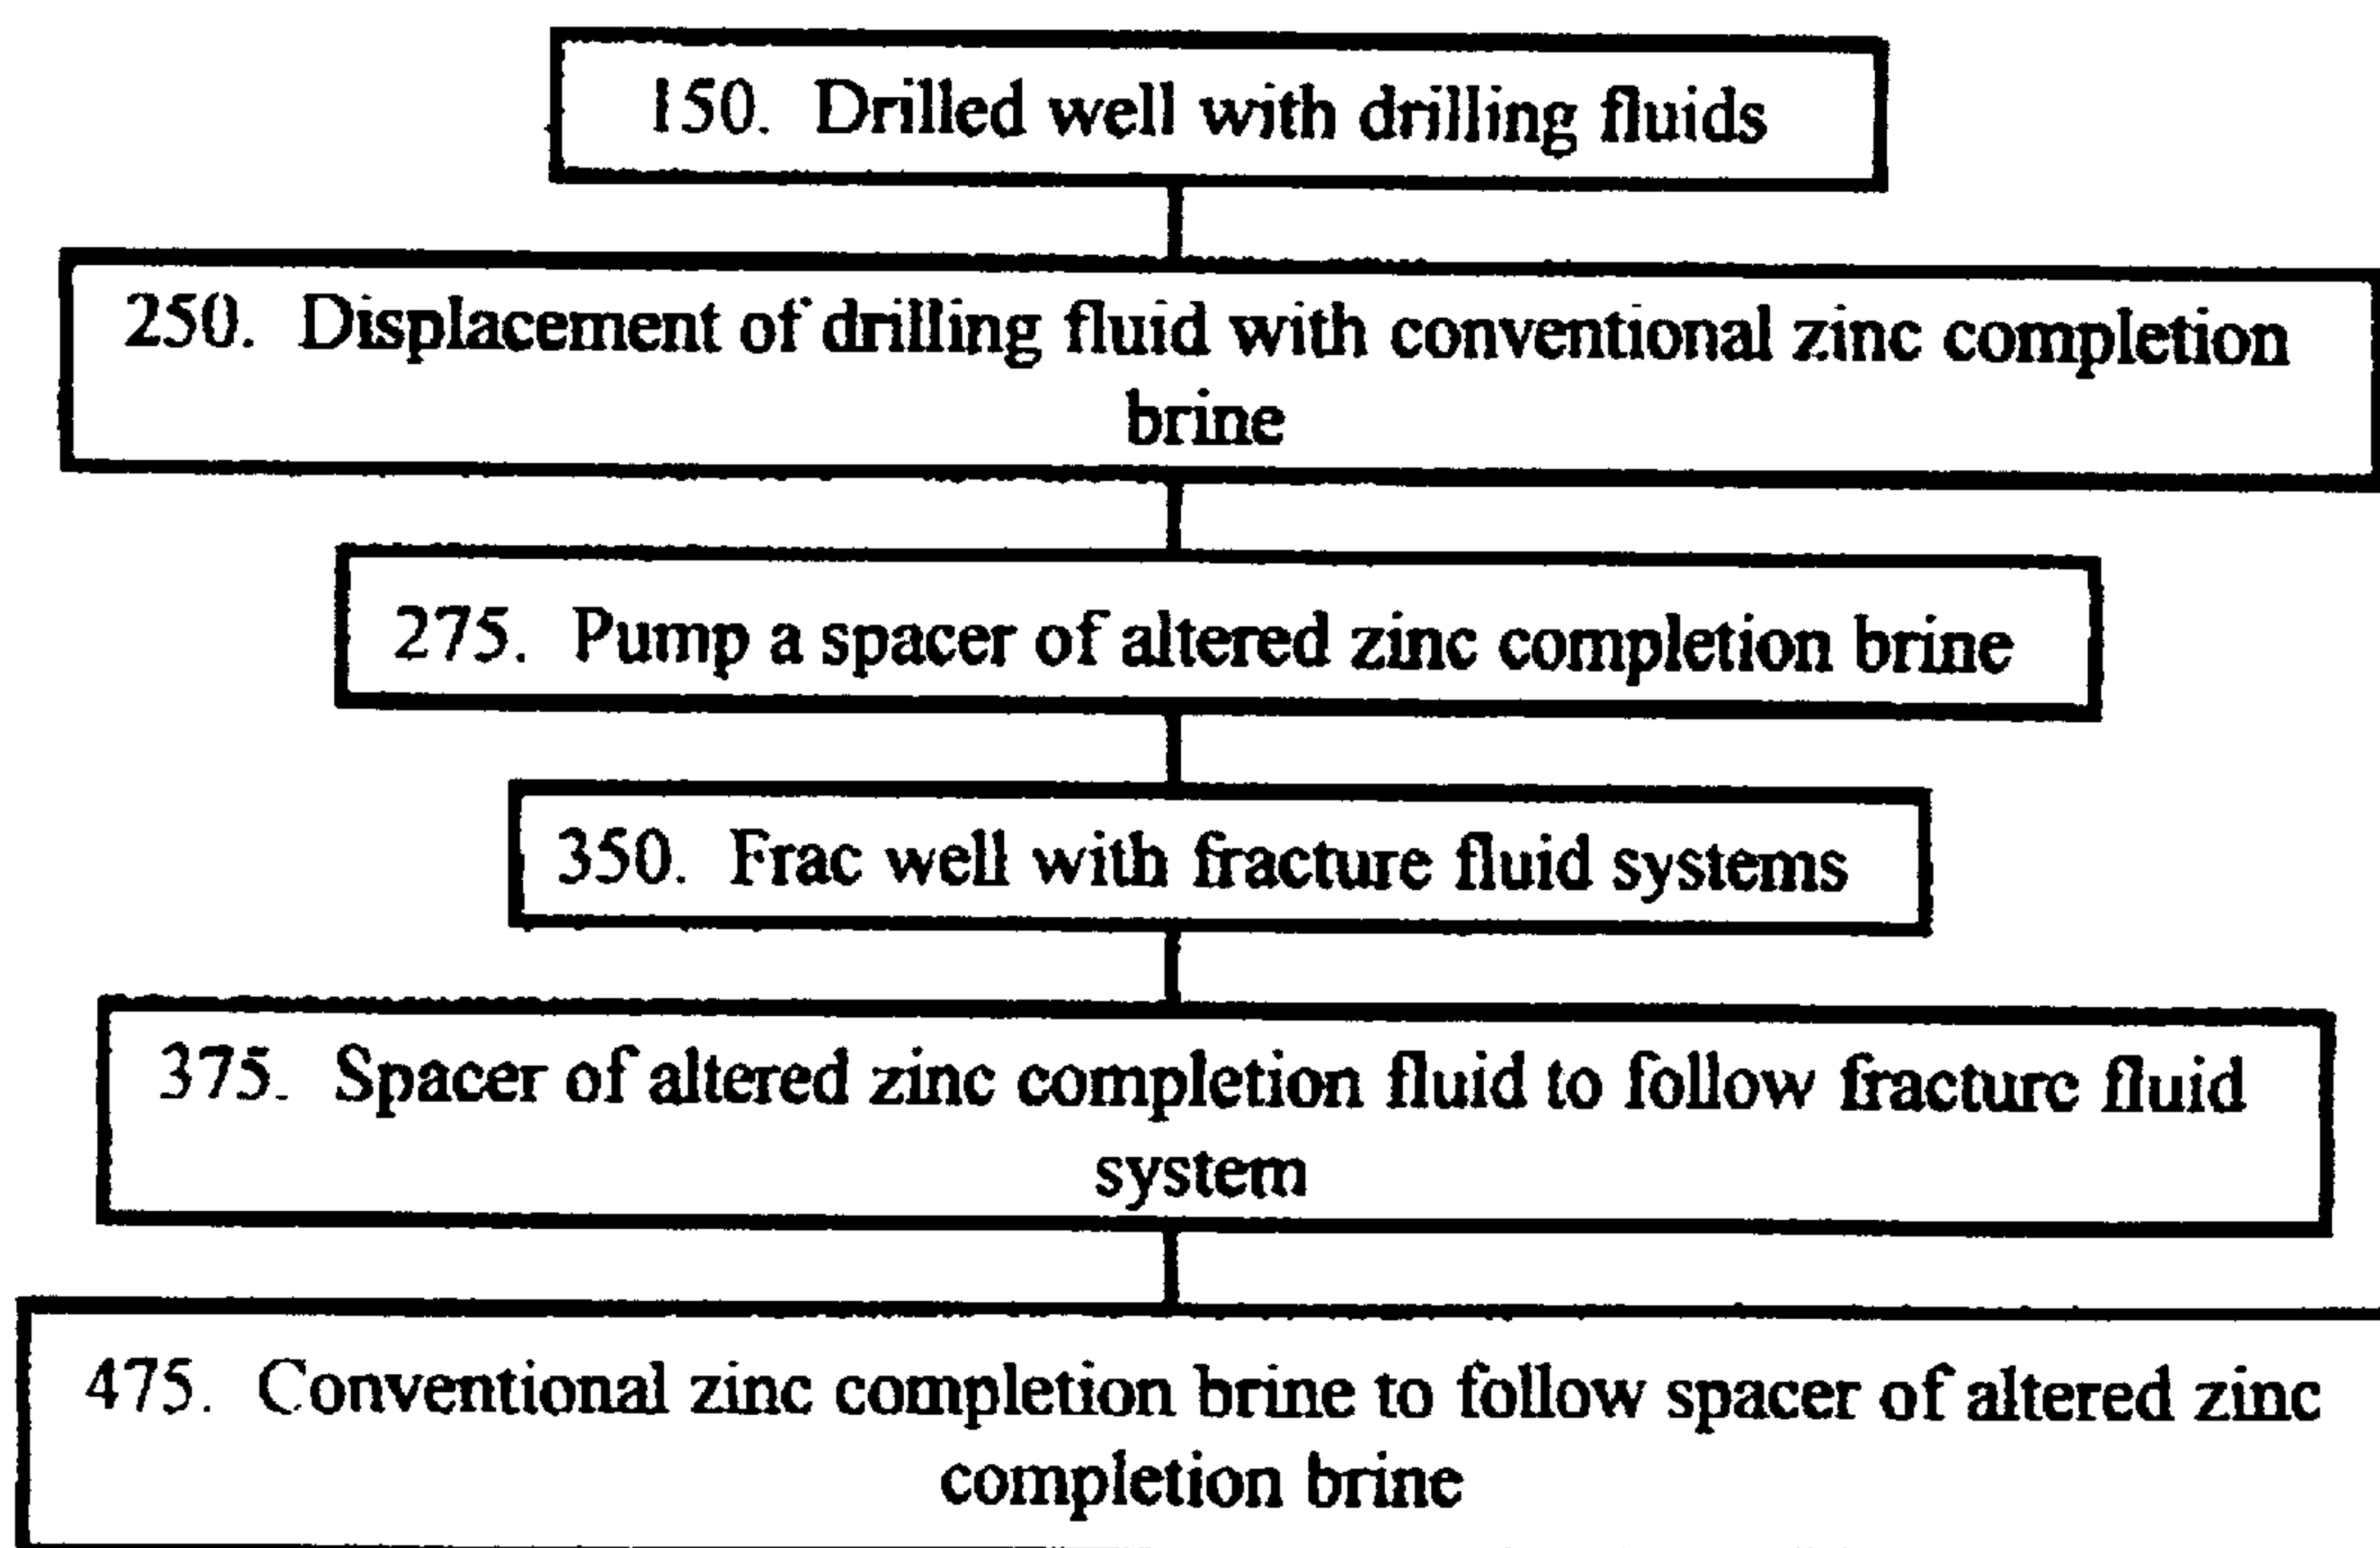 150. Drilled well with drilling fluids
250. Displacement of drilling fluid with conventional zinc completion
brine
275. Pump a spacer of altered zinc completion brine
350. Frac well with fracture fluid systems
375. Spacer of altered zinc completion fluid to follow fracture fluid
system
475. Conventional zinc completion brine to follow spacer of altered zinc
completion brine